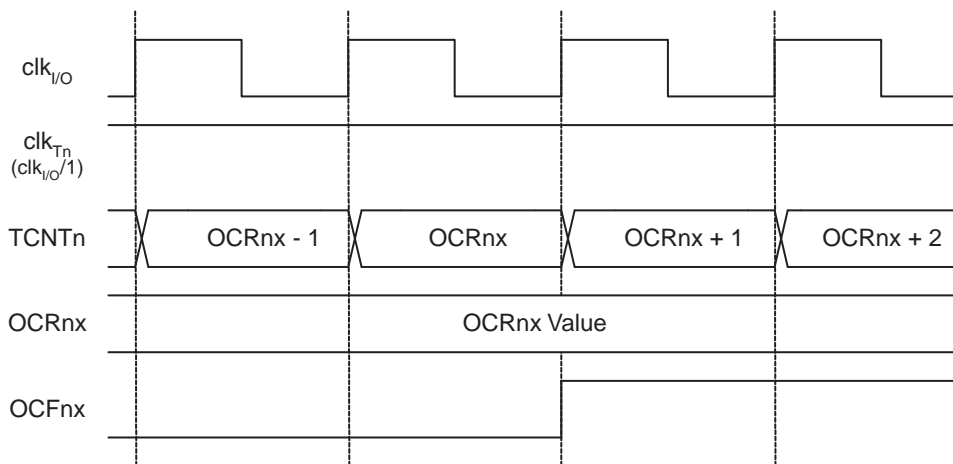 clkI/O
clkTn
(clkI/O/1)
TCNTn
OCRnx - 1
OCRnx
OCRnx + 1
OCRnx + 2
OCRnx
OCRnx Value
OCFnx